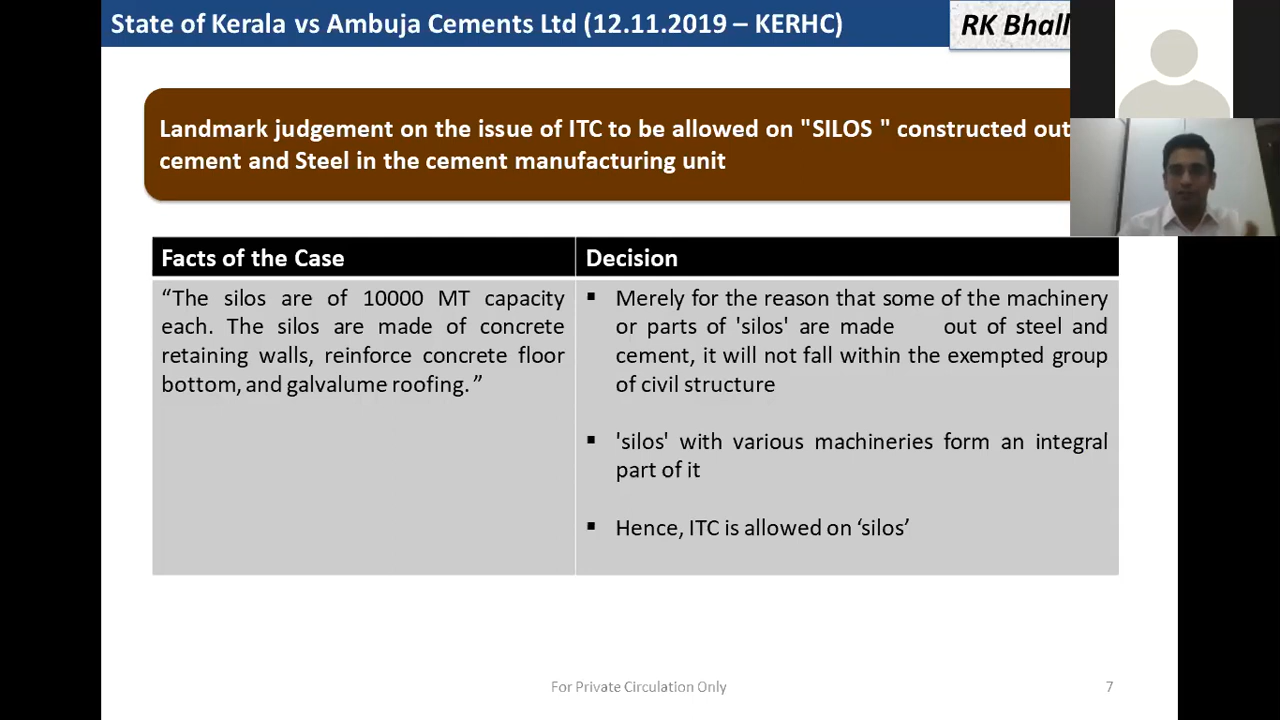 State of Kerala vs Ambuja Cements Ltd (12.11.2019 – KERHC)
RK Bhall
Landmark judgement on the issue of ITC to be allowed on "SILOS " constructed out
cement and Steel in the cement manufacturing unit
Facts of the Case
“The silos are of 10000 MT capacity
each. The silos are made of concrete
retaining walls, reinforce concrete floor
bottom, and galvalume roofing.”
Decision
▪ Merely for the reason that some of the machinery
or parts of 'silos' are made out of steel and
cement, it will not fall within the exempted group
of civil structure
▪ 'silos' with various machineries form an integral
part of it
▪ Hence, ITC is allowed on ‘silos’
For Private Circulation Only
7